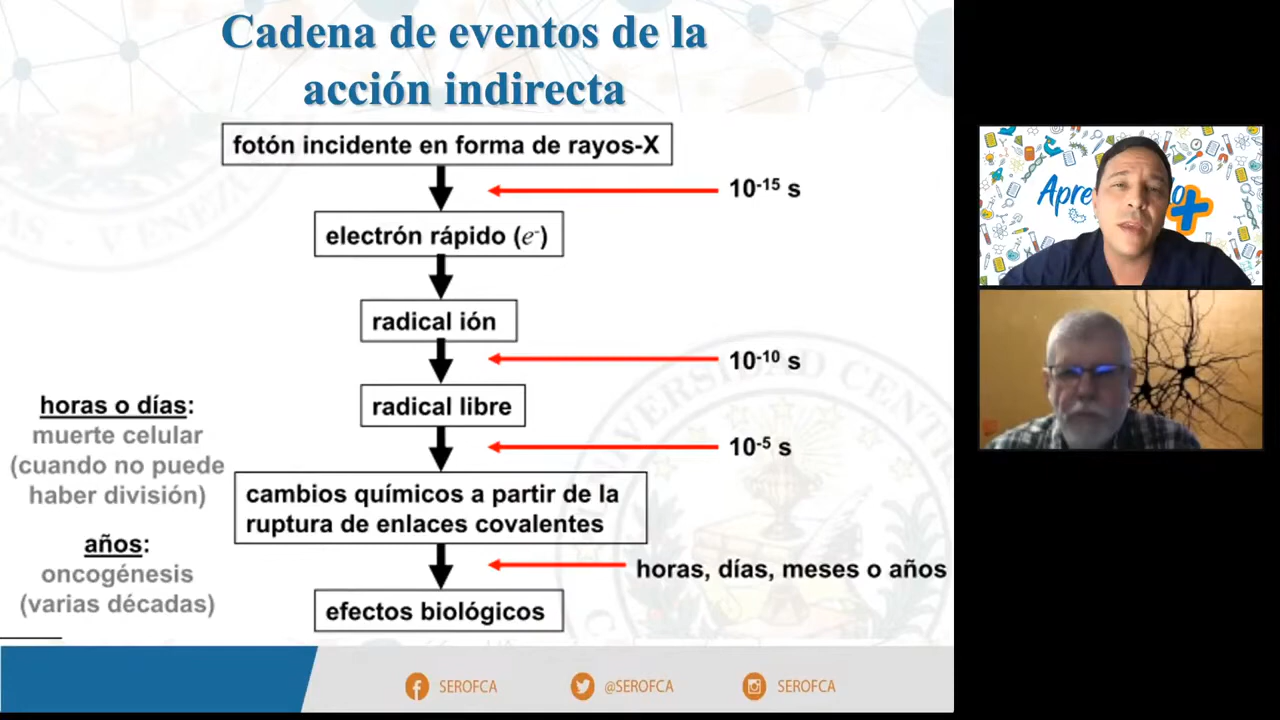 Cadena de eventos de la
acción indirecta
fotón incidente en forma de rayos-X
10⁻¹⁵ s
electrón rápido (e⁻)
radical ión
10⁻¹⁰ s
radical libre
10⁻⁵ s
cambios químicos a partir de la
ruptura de enlaces covalentes
horas, días, meses o años
efectos biológicos
horas o días:
muerte celular
(cuando no puede
haber división)
años:
oncogénesis
(varias décadas)
SEROFCA
@SEROFCA
SEROFCA